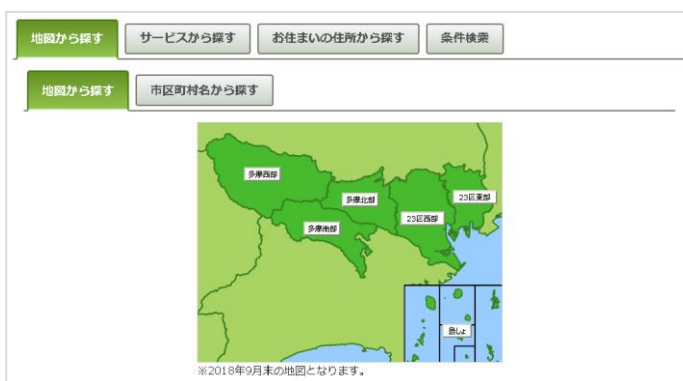 地図から探す サービスから探す お住まいの住所から探す 条件検索
地図から探す 市区町村名から探す
多摩西部
多摩北部
23区東部
23区西部
多摩南部
島しょ
※2018年9月末の地図となります。